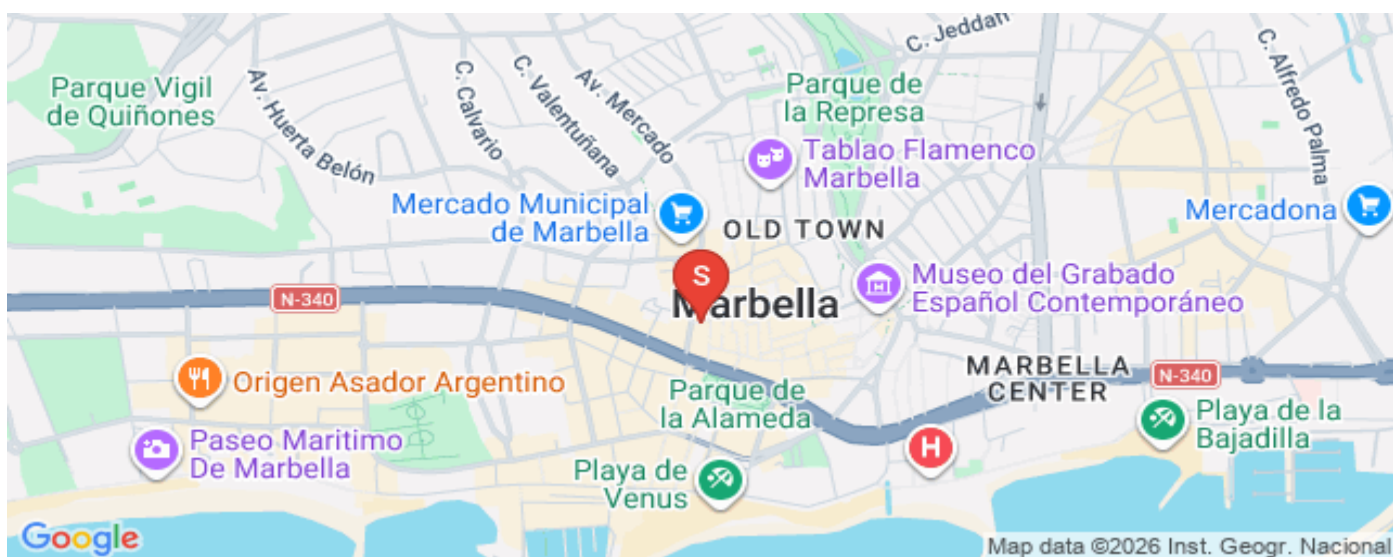 C. Jeddah
Parque Vigil
de Quiñones
Av. Huerta Belón
C. Calvario
C. Valentuñana
Av. Mercado
Parque de
la Represa
C. Alfredo Palma
Tablao Flamenco
Marbella
Mercado Municipal
de Marbella
OLD TOWN
Mercadona
S
Marbella
Museo del Grabado
Español Contemporáneo
N-340
Origen Asador Argentino
MARBELLA
CENTER
N-340
Parque de
la Alameda
Paseo Maritimo
De Marbella
H
Playa de la
Bajadilla
Playa de
Venus
Google
Map data ©2026 Inst. Geogr. Nacional